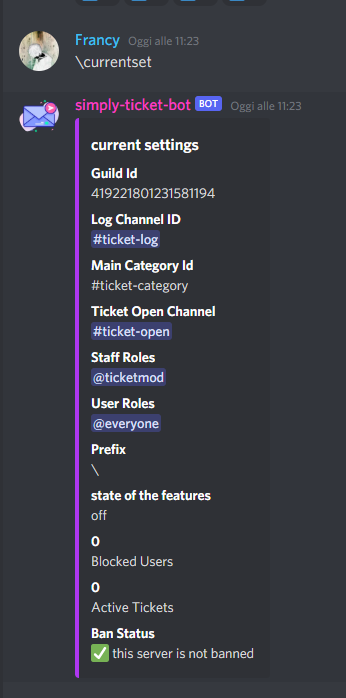 Francy Oggi alle 11:23
\currentset
simply-ticket-bot BOT Oggi alle 11:23
current settings
Guild Id
419221801231581194
Log Channel ID
#ticket-log
Main Category Id
#ticket-category
Ticket Open Channel
#ticket-open
Staff Roles
@ticketmod
User Roles
@everyone
Prefix
\
state of the features
off
0
Blocked Users
0
Active Tickets
Ban Status
✅ this server is not banned